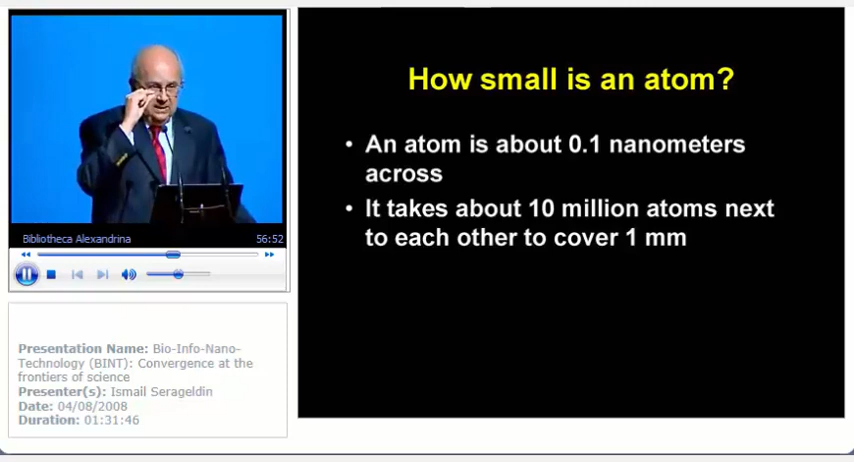 How small is an atom?
• An atom is about 0.1 nanometers
across
• It takes about 10 million atoms next
to each other to cover 1 mm
Bibliotheca Alexandrina 56:52
Presentation Name: Bio-Info-Nano-
Technology (BINT): Convergence at the
frontiers of science
Presenter(s): Ismail Serageldin
Date: 04/08/2008
Duration: 01:31:46